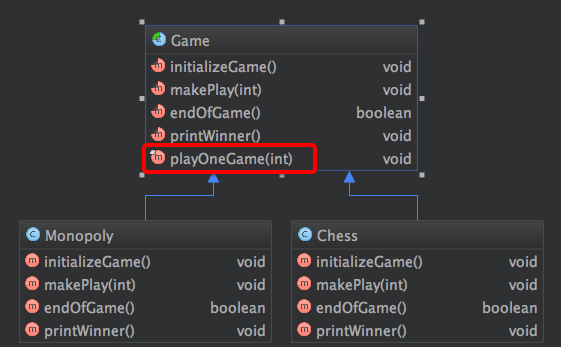 Game
initializeGame() void
makePlay(int) void
endOfGame() boolean
printWinner() void
playOneGame(int) void
Monopoly
initializeGame() void
makePlay(int) void
endOfGame() boolean
printWinner() void
Chess
initializeGame() void
makePlay(int) void
endOfGame() boolean
printWinner() void